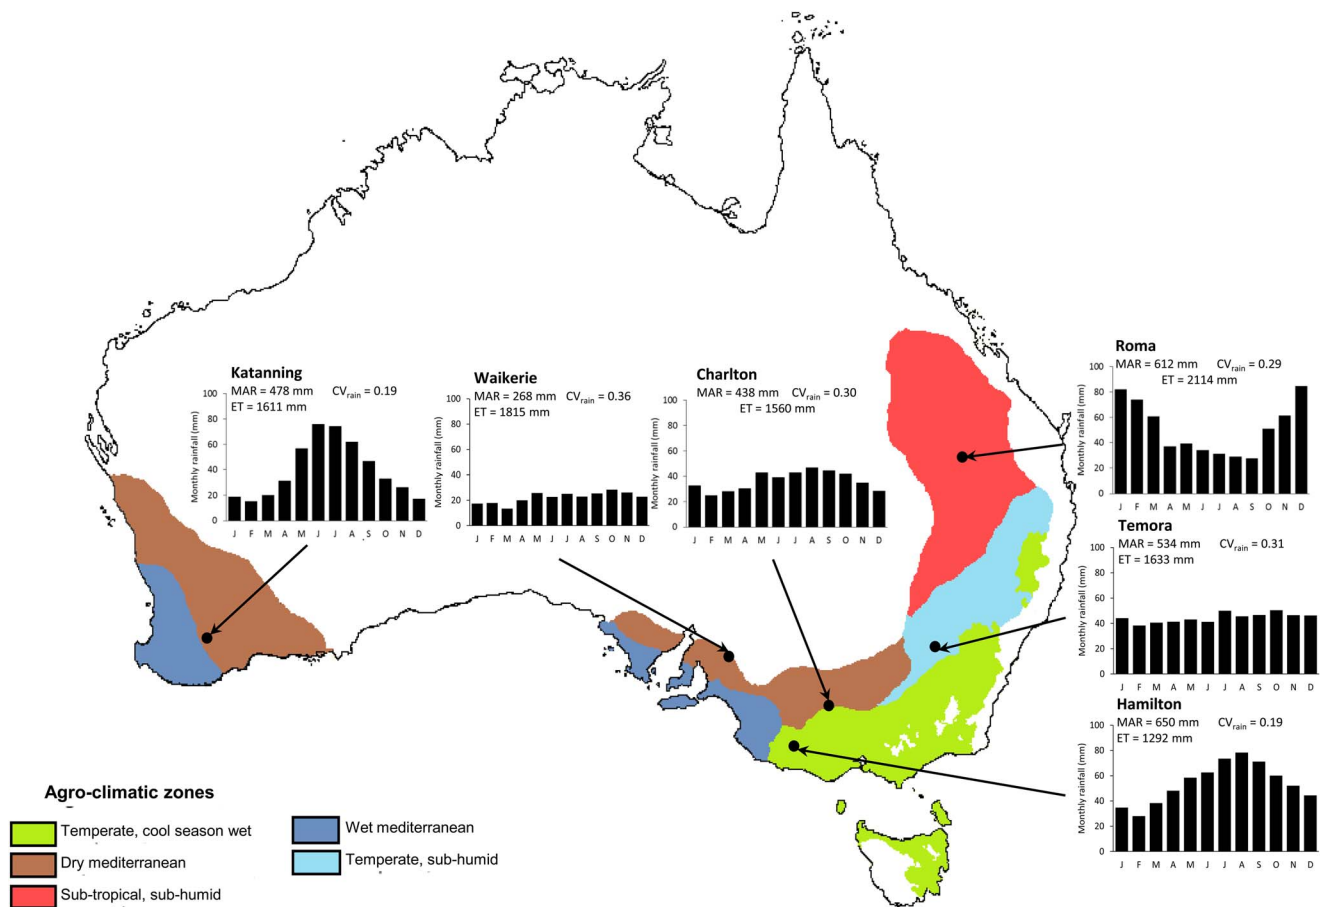 Katanning
MAR = 478 mm CVrain = 0.19
ET = 1611 mm
Monthly rainfall (mm)
100
80
60
40
20
0
J F M A M J J A S O N D
Waikerie
MAR = 268 mm CVrain = 0.36
ET = 1815 mm
Monthly rainfall (mm)
100
80
60
40
20
0
J F M A M J J A S O N D
Charlton
MAR = 438 mm CVrain = 0.30
ET = 1560 mm
Monthly rainfall (mm)
100
80
60
40
20
0
J F M A M J J A S O N D
Roma
MAR = 612 mm CVrain = 0.29
ET = 2114 mm
Monthly rainfall (mm)
100
80
60
40
20
0
J F M A M J J A S O N D
Temora
MAR = 534 mm CVrain = 0.31
ET = 1633 mm
Monthly rainfall (mm)
100
80
60
40
20
0
J F M A M J J A S O N D
Hamilton
MAR = 650 mm CVrain = 0.19
ET = 1292 mm
Monthly rainfall (mm)
100
80
60
40
20
0
J F M A M J J A S O N D
Agro-climatic zones
Temperate, cool season wet
Dry mediterranean
Sub-tropical, sub-humid
Wet mediterranean
Temperate, sub-humid